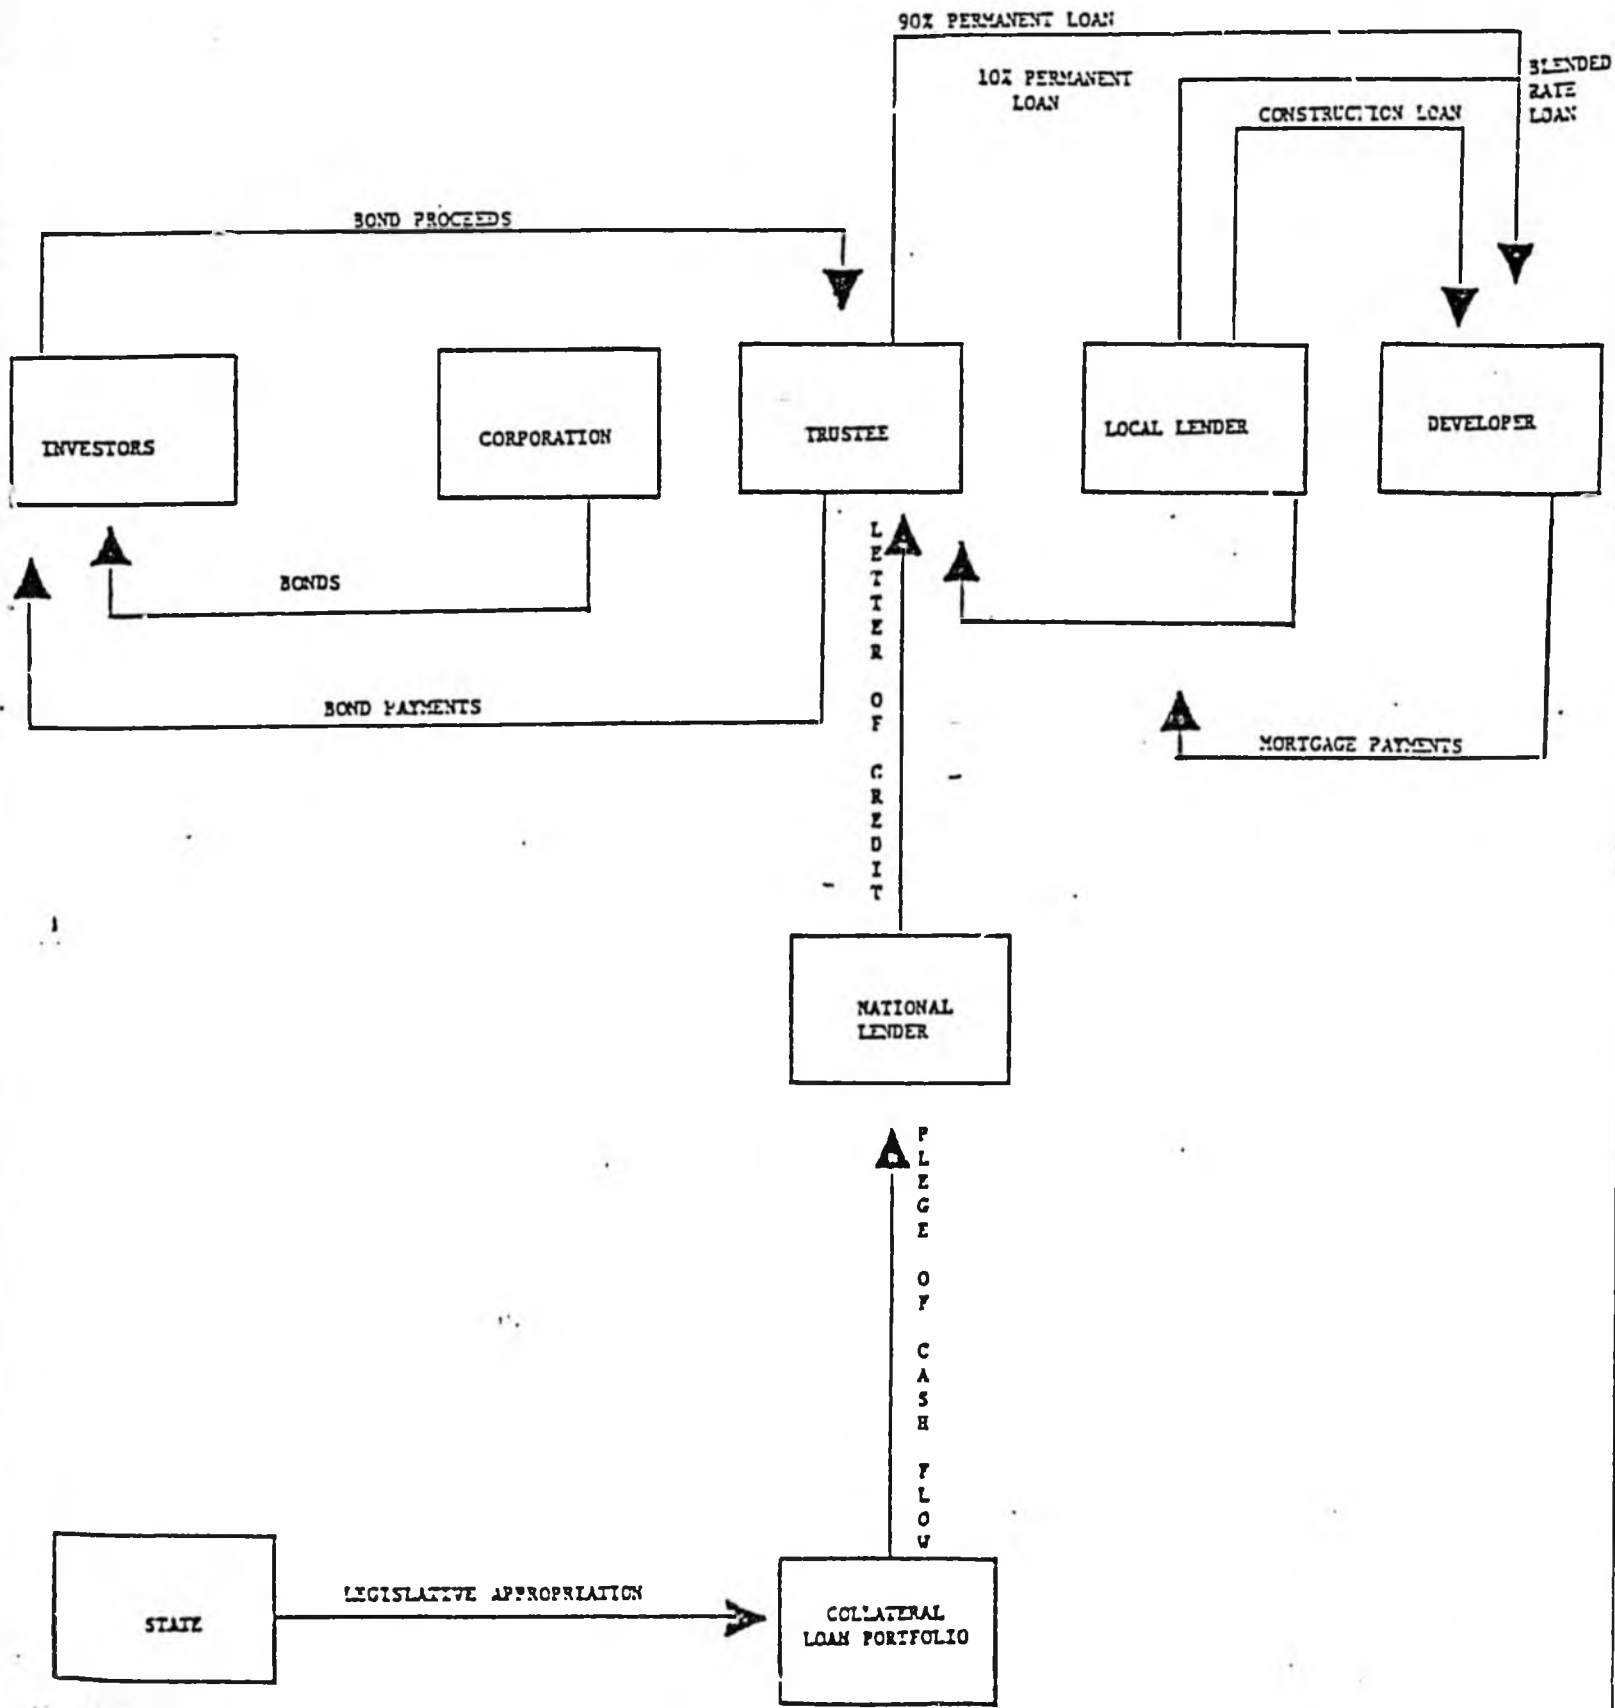 90% PERMANENT LOAN
10% PERMANENT
LOAN
BLENDED
RATE
LOAN
CONSTRUCTION LOAN
BOND PROCEEDS
INVESTORS
CORPORATION
TRUSTEE
LOCAL LENDER
DEVELOPER
BONDS
BOND PAYMENTS
LETTER OF CREDIT
MORTGAGE PAYMENTS
NATIONAL
LENDER
PLEGE OF CASH FLOW
STATE
LEGISLATIVE APPROPRIATION
COLLATERAL
LOAN PORTFOLIO